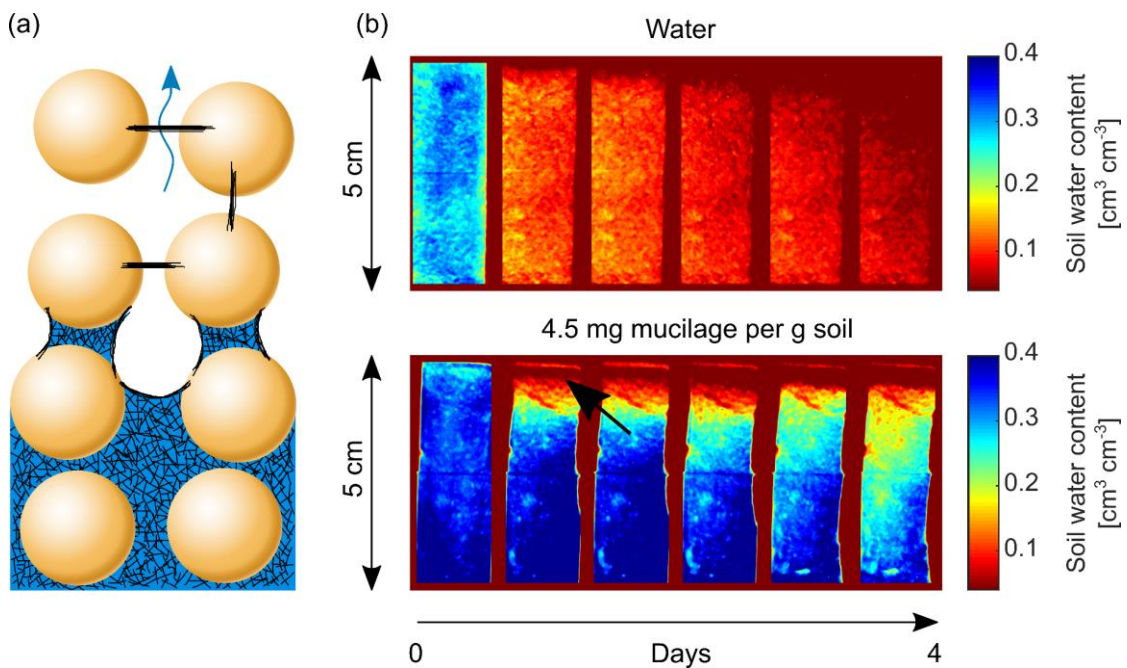 (a)
(b)
Water
5 cm
0.4
0.3
0.2
0.1
Soil water content
[cm³ cm⁻³]
4.5 mg mucilage per g soil
5 cm
0.4
0.3
0.2
0.1
Soil water content
[cm³ cm⁻³]
0
Days
4